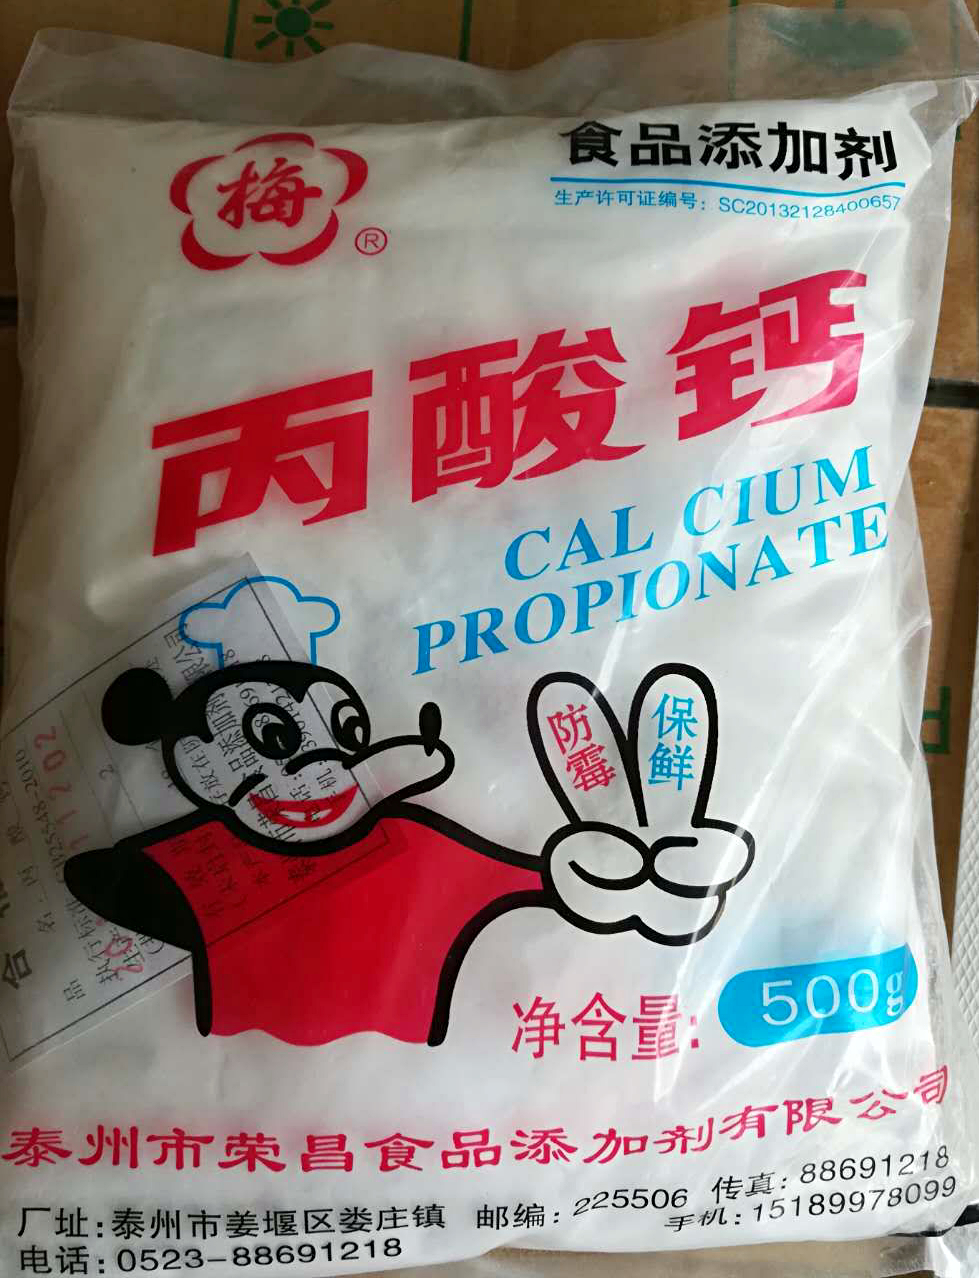 梅
®
食品添加剂
生产许可证编号：SC20132128400657
丙酸钙
CAL CIUM
PROPIONATE
防霉
保鲜
净含量：500g
泰州市荣昌食品添加剂有限公司
厂址：泰州市姜堰区娄庄镇 邮编：225506 传真：88691218
电话：0523-88691218 手机：15189978099